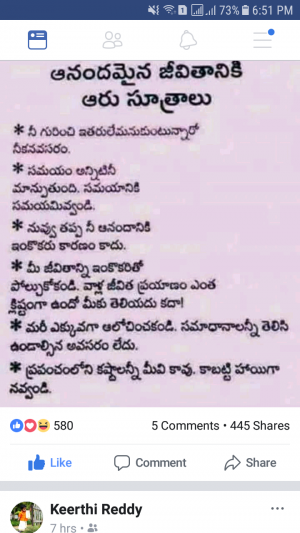 73% 6:51 PM
ఆనందమైన జీవితానికి
ఆరు సూత్రాలు
* నీ గురించి ఇతరులేమనుకుంటున్నారో
నీకనవసరం.
* సమయం అన్నిటినీ
మాన్పుతుంది. సమయానికి
సమయమివ్వండి.
* నువ్వు తప్ప నీ ఆనందానికి
ఇంకొకరు కారణం కాదు.
* మీ జీవితాన్ని ఇంకొకరితో
పోల్చుకోకండి. వాళ్ల జీవిత ప్రయాణం ఎంత
క్లిష్టంగా ఉందో మీకు తెలియదు కదా!
* మరీ ఎక్కువగా ఆలోచించకండి. సమాధానాలన్నీ తెలిసి
ఉండాల్సిన అవసరం లేదు.
* ప్రపంచంలోని కష్టాలన్నీ మీవి కావు. కాబట్టి హాయిగా
నవ్వండి.
580 5 Comments • 445 Shares
Like Comment Share
Keerthi Reddy
7 hrs •